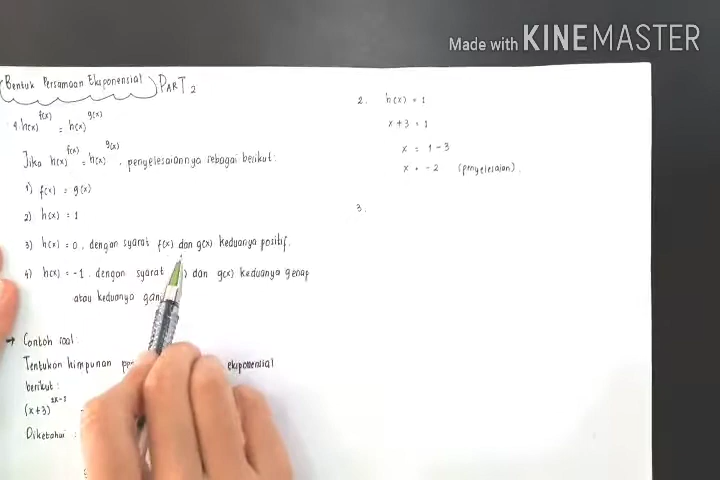 Made with KINEMASTER
Bentuk Persamaan Eksponensial PART 2
4. h(x)^f(x) = h(x)^g(x)
Jika h(x)^f(x) = h(x)^g(x), penyelesaiannya sebagai berikut:
1) f(x) = g(x)
2) h(x) = 1
3) h(x) = 0, dengan syarat f(x) dan g(x) keduanya positif.
4) h(x) = -1, dengan syarat ) dan g(x) keduanya genap
atau keduanya gan
→ Contoh soal:
Tentukan himpunan eksponensial
berikut:
(x+3)
Diketahui :
2. h(x) = 1
x+3 = 1
x = 1-3
x = -2 (penyelesaian).
3.